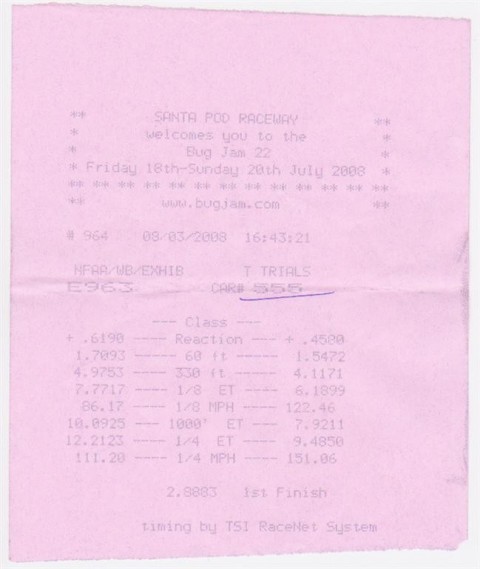 ** SANTA POD RACEWAY **
* welcomes you to the *
* Bug Jam 22 *
* Friday 18th-Sunday 20th July 2008 *
** ** ** ** ** ** ** ** ** ** ** ** **
** www.bugjam.com **
# 964 08/03/2008 16:43:21
NFAA/WB/EXHIB T TRIALS
E963 CAR# 555
--- Class ---
+ .6190 ---- Reaction ---- + .4580
1.7093 ---- 60 ft ---- 1.5472
4.9753 ---- 330 ft ---- 4.1171
7.7717 ---- 1/8 ET ---- 6.1899
86.17 ---- 1/8 MPH ---- 122.46
10.0925 ---- 1000' ET ---- 7.9211
12.2123 ---- 1/4 ET ---- 9.4850
111.20 ---- 1/4 MPH ---- 151.06
2.8883 1st Finish
timing by TSI RaceNet System